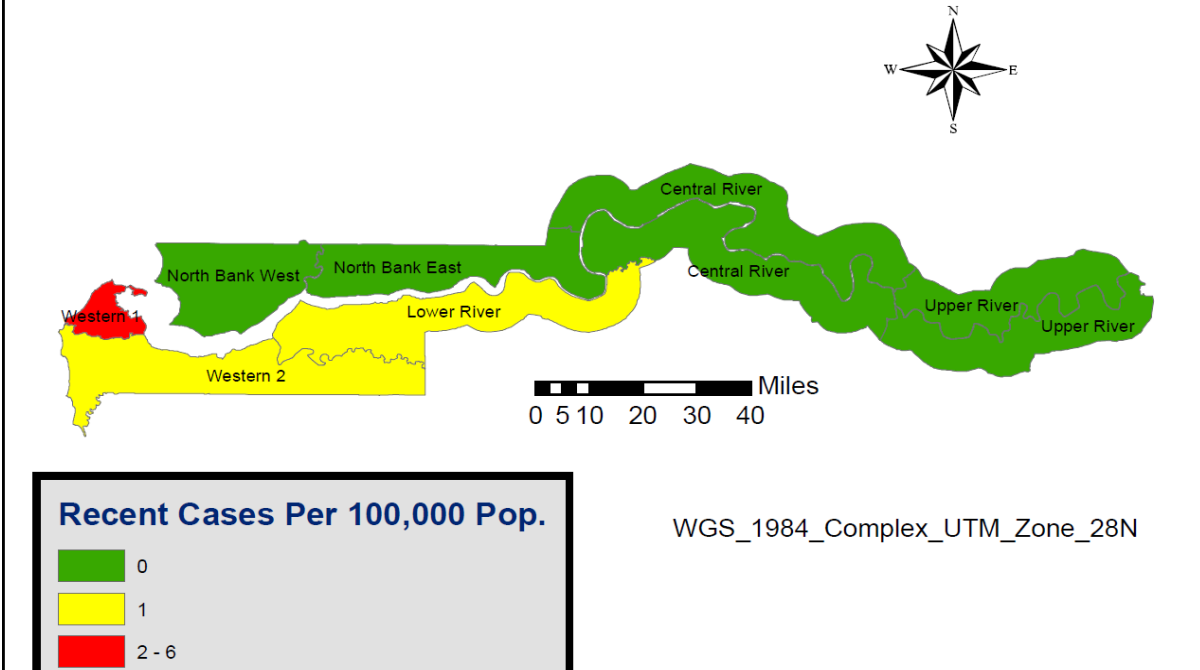 N
W
E
S
Central River
North Bank West
North Bank East
Central River
Western 1
Lower River
Upper River
Upper River
Western 2
Miles
0 5 10 20 30 40
Recent Cases Per 100,000 Pop.
WGS_1984_Complex_UTM_Zone_28N
0
1
2 - 6